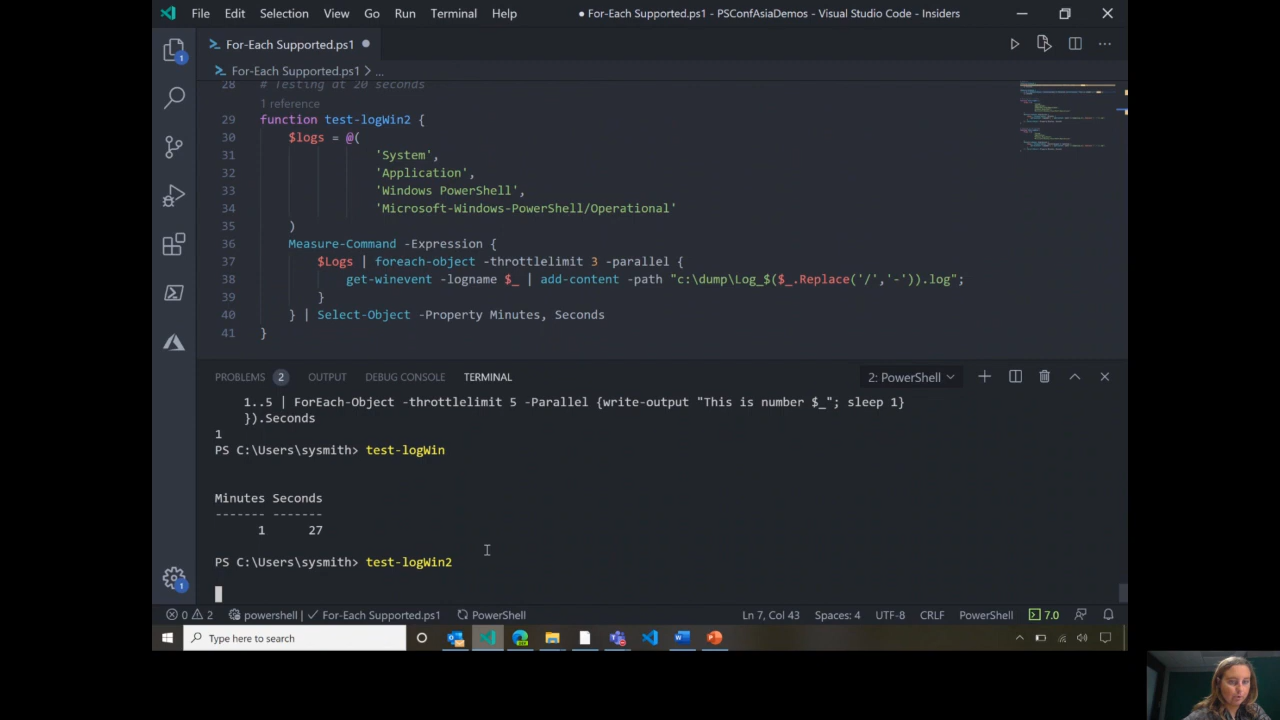 File Edit Selection View Go Run Terminal Help
● For-Each Supported.ps1 - PSConfAsiaDemos - Visual Studio Code - Insiders
For-Each Supported.ps1 ●
For-Each Supported.ps1 > ...
28 # Testing at 20 seconds
1 reference
29 function test-logWin2 {
30 $logs = @(
31 'System',
32 'Application',
33 'Windows PowerShell',
34 'Microsoft-Windows-PowerShell/Operational'
35 )
36 Measure-Command -Expression {
37 $Logs | foreach-object -throttlelimit 3 -parallel {
38 get-winevent -logname $_ | add-content -path "c:\dump\Log_$($_.Replace('/','-')).log";
39 }
40 } | Select-Object -Property Minutes, Seconds
41 }
PROBLEMS 2 OUTPUT DEBUG CONSOLE TERMINAL 2: PowerShell
1..5 | ForEach-Object -throttlelimit 5 -Parallel {write-output "This is number $_"; sleep 1}
}).Seconds
1
PS C:\Users\sysmith> test-logWin
Minutes Seconds
------- -------
1 27
PS C:\Users\sysmith> test-logWin2
0 2 powershell | ✓ For-Each Supported.ps1 PowerShell Ln 7, Col 43 Spaces: 4 UTF-8 CRLF PowerShell 7.0
Type here to search